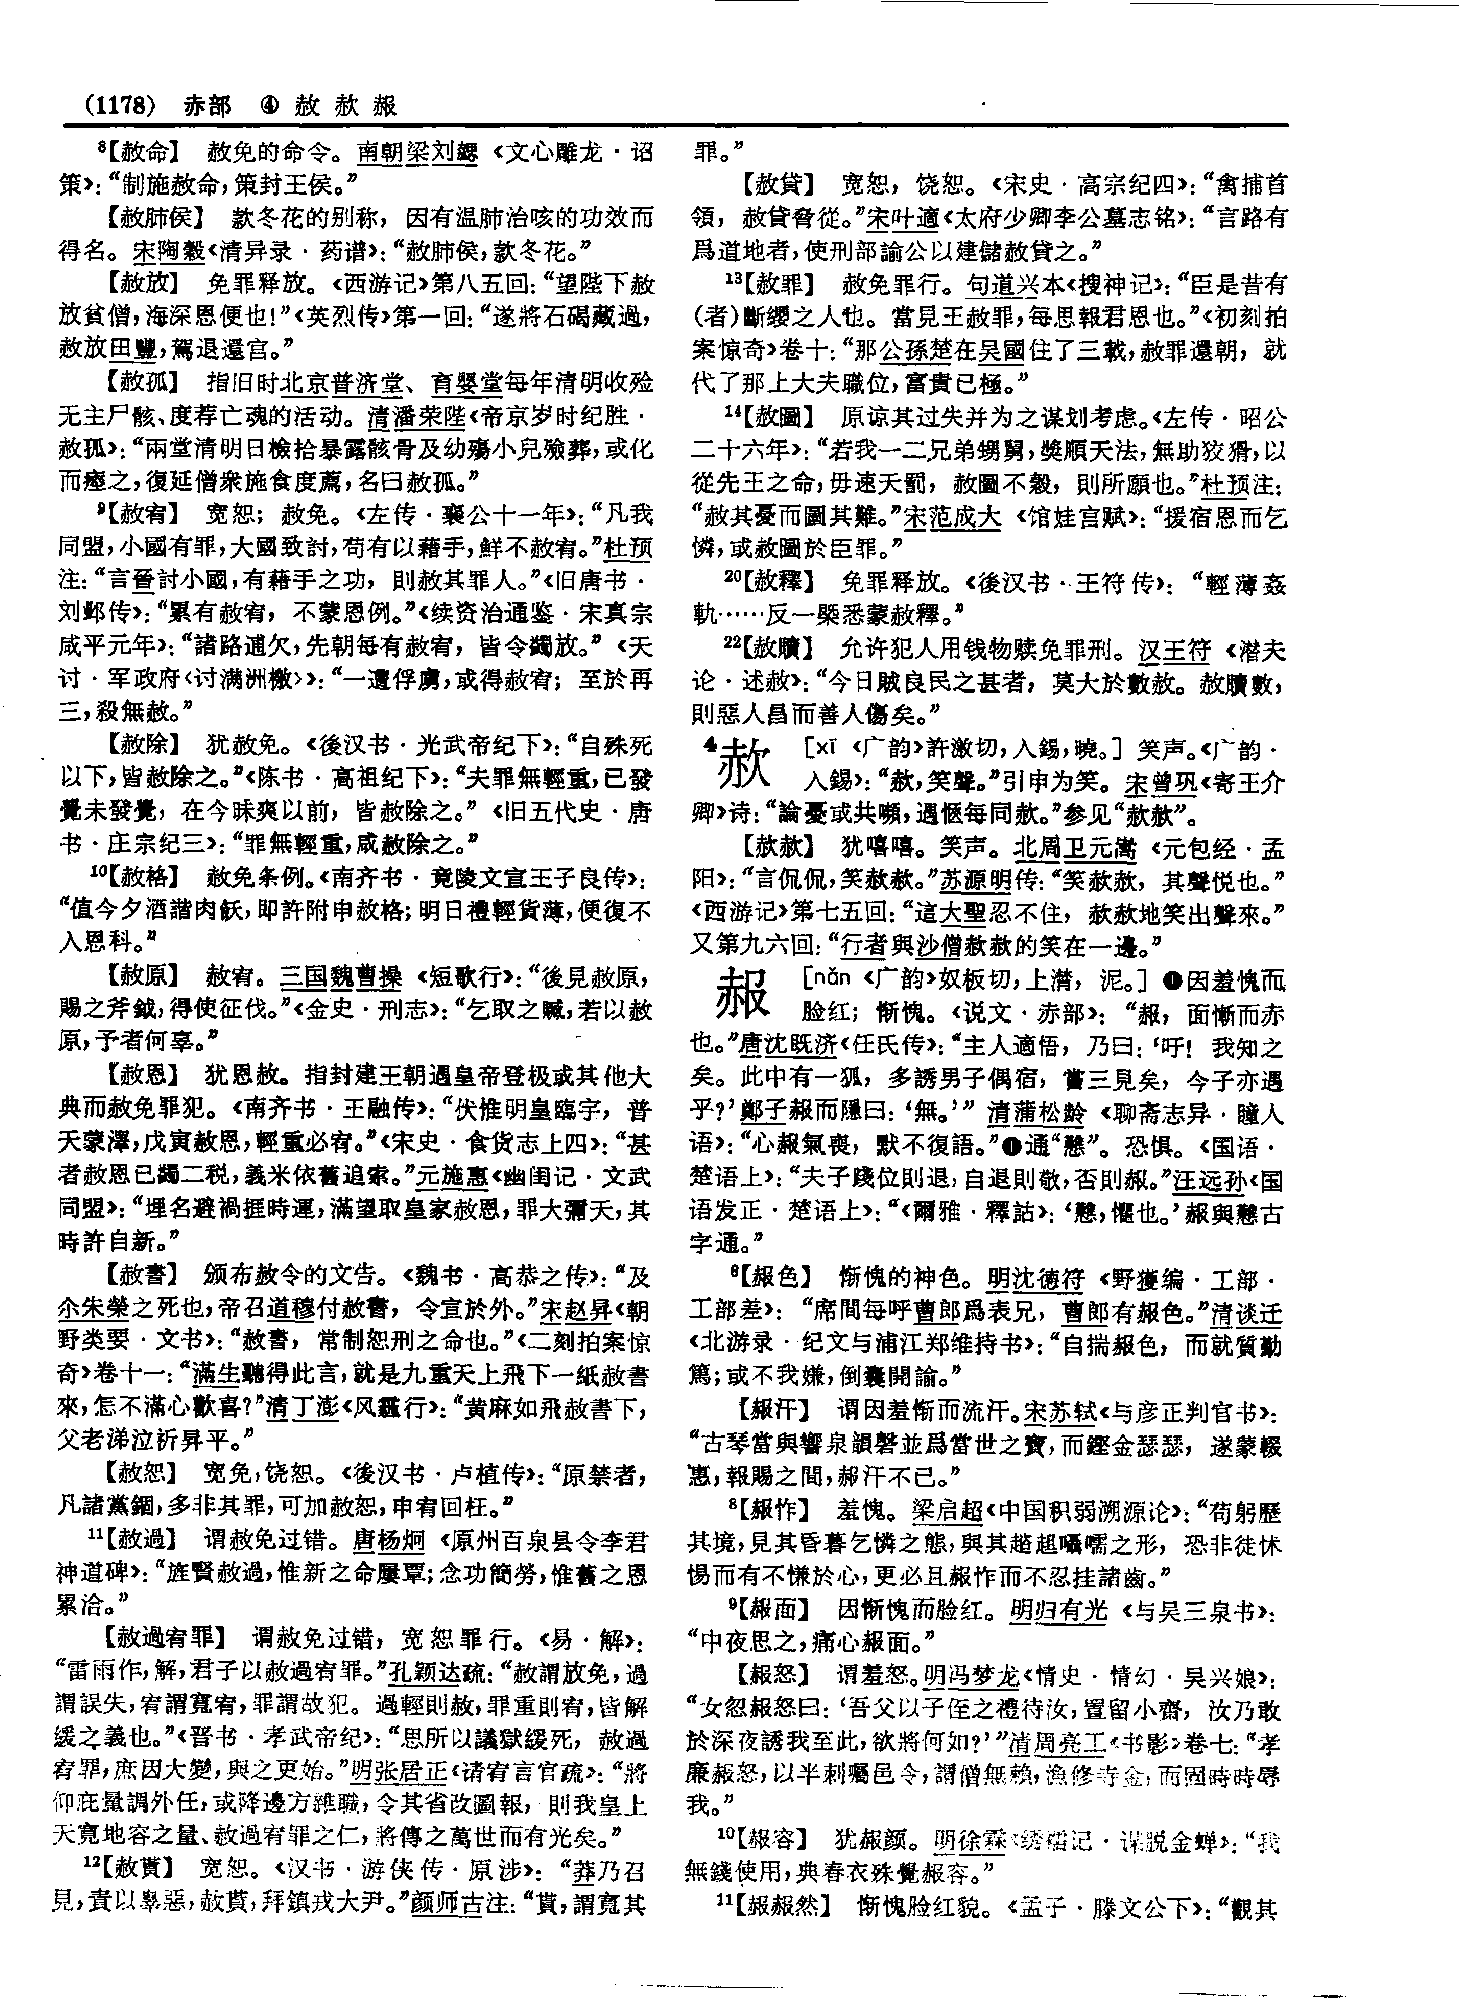 (1178) 赤部 ④ 赦 赥 赧
⁸【赦命】 赦免的命令。南朝梁刘勰《文心雕龙·诏
策》：“制施赦命，策封王侯。”
【赦肺侯】 款冬花的别称，因有温肺治咳的功效而
得名。宋陶穀《清异录·药谱》：“赦肺侯，款冬花。”
【赦放】 免罪释放。《西游记》第八五回：“望陛下赦
放貧僧，海深恩便也！”《英烈传》第一回：“遂將石碣藏過，
赦放田豐，駕退還宫。”
【赦孤】 指旧时北京普济堂、育婴堂每年清明收殓
无主尸骸、度荐亡魂的活动。清潘荣陛《帝京岁时纪胜·
赦孤》：“兩堂清明日檢拾暴露骸骨及幼殤小兒殮葬，或化
而瘞之，復延僧衆施食度薦，名曰赦孤。”
⁹【赦宥】 宽恕；赦免。《左传·襄公十一年》：“凡我
同盟，小國有罪，大國致討，苟有以藉手，鮮不赦宥。”杜预
注：“言晉討小國，有藉手之功，則赦其罪人。”《旧唐书·
刘邺传》：“累有赦宥，不蒙恩例。”《续资治通鉴·宋真宗
咸平元年》：“諸路逋欠，先朝每有赦宥，皆令蠲放。”《天
讨·军政府〈讨满洲檄〉》：“一遭俘虜，或得赦宥；至於再
三，殺無赦。”
【赦除】 犹赦免。《後汉书·光武帝纪下》：“自殊死
以下，皆赦除之。”《陈书·高祖纪下》：“夫罪無輕重，已發
覺未發覺，在今昧爽以前，皆赦除之。”《旧五代史·唐
书·庄宗纪三》：“罪無輕重，咸赦除之。”
¹⁰【赦格】 赦免条例。《南齐书·竟陵文宣王子良传》：
“值今夕酒諧肉飫，即許附申赦格；明日禮輕貨薄，便復不
入恩科。”
【赦原】 赦宥。三国魏曹操《短歌行》：“後見赦原，
賜之斧鉞，得使征伐。”《金史·刑志》：“乞取之贓，若以赦
原，予者何辜。”
【赦恩】 犹恩赦。指封建王朝遇皇帝登极或其他大
典而赦免罪犯。《南齐书·王融传》：“伏惟明皇臨宇，普
天蒙澤，戊寅赦恩，輕重必宥。”《宋史·食货志上四》：“甚
者赦恩已蠲二税，義米依舊追索。”元施惠《幽闺记·文武
同盟》：“埋名避禍捱時運，滿望取皇家赦恩，罪大彌天，其
時許自新。”
【赦書】 颁布赦令的文告。《魏书·高恭之传》：“及
尒朱榮之死也，帝召道穆付赦書，令宣於外。”宋赵昇《朝
野类要·文书》：“赦書，常制恕刑之命也。”《二刻拍案惊
奇》卷十一：“滿生聽得此言，就是九重天上飛下一紙赦書
來，怎不滿心歡喜？”清丁澎《风霾行》：“黄麻如飛赦書下，
父老涕泣祈昇平。”
【赦恕】 宽免，饶恕。《後汉书·卢植传》：“原禁者，
凡諸黨錮，多非其罪，可加赦恕，申宥回枉。”
¹¹【赦過】 谓赦免过错。唐杨炯《原州百泉县令李君
神道碑》：“旌賢赦過，惟新之命屢覃；念功簡勞，惟舊之恩
累洽。”
【赦過宥罪】 谓赦免过错，宽恕罪行。《易·解》：
“雷雨作，解，君子以赦過宥罪。”孔颖达疏：“赦謂放免，過
謂誤失，宥謂寬宥，罪謂故犯。過輕則赦，罪重則宥，皆解
缓之義也。”《晋书·孝武帝纪》：“思所以議獄缓死，赦過
宥罪，庶因大變，與之更始。”明张居正《请宥言官疏》：“將
仰庇量調外任，或降邊方雜職，令其省改圖報，則我皇上
天寬地容之量、赦過宥罪之仁，將傳之萬世而有光矣。”
¹²【赦貰】 宽恕。《汉书·游侠传·原涉》：“莽乃召
見，責以辠惡，赦貰，拜鎮戎大尹。”颜师古注：“貰，謂寬其
罪。”
【赦貸】 宽恕，饶恕。《宋史·高宗纪四》：“禽捕首
領，赦貸脅從。”宋叶適《太府少卿李公墓志铭》：“言路有
爲道地者，使刑部諭公以建儲赦貸之。”
¹³【赦罪】 赦免罪行。句道兴本《搜神记》：“臣是昔有
(者)斷缨之人也。當見王赦罪，每思報君恩也。”《初刻拍
案惊奇》卷十：“那公孫楚在吴國住了三載，赦罪還朝，就
代了那上大夫職位，富貴已極。”
¹⁴【赦圖】 原谅其过失并为之谋划考虑。《左传·昭公
二十六年》：“若我一二兄弟甥舅，獎順天法，無助狡猾，以
從先王之命，毋速天罰，赦圖不穀，則所願也。”杜预注：
“赦其憂而圖其難。”宋范成大《馆娃宫赋》：“援宿恩而乞
憐，或赦圖於臣罪。”
²⁰【赦釋】 免罪释放。《後汉书·王符传》：“輕薄姦
軌……反一槩悉蒙赦釋。”
²²【赦贖】 允许犯人用钱物赎免罪刑。汉王符《潜夫
论·述赦》：“今日賊良民之甚者，莫大於數赦。赦贖數，
則惡人昌而善人傷矣。”
⁴赥 [xī 《广韵》許激切，入錫，曉。] 笑声。《广韵·
入錫》：“赥，笑聲。”引申为笑。宋曾巩《寄王介
卿》诗：“論憂或共嚬，遇愜每同赥。”参见“赥赥”。
【赥赥】 犹嘻嘻。笑声。北周卫元嵩《元包经·孟
阳》：“言侃侃，笑赥赥。”苏源明传：“笑赥赥，其聲悦也。”
《西游记》第七五回：“這大聖忍不住，赥赥地笑出聲來。”
又第九六回：“行者與沙僧赥赥的笑在一邊。”
赧 [nǎn 《广韵》奴板切，上潸，泥。] ❶因羞愧而
脸红；惭愧。《说文·赤部》：“赧，面慚而赤
也。”唐沈既济《任氏传》：“主人適悟，乃曰：‘吁！我知之
矣。此中有一狐，多誘男子偶宿，嘗三見矣，今子亦遇
乎？’鄭子赧而隱曰：‘無。’”清蒲松龄《聊斋志异·瞳人
语》：“心赧氣喪，默不復語。”❶通“戁”。恐惧。《国语·
楚语上》：“夫子踐位則退，自退則敬，否則赧。”汪远孙《国
语发正·楚语上》：“《爾雅·釋詁》：‘戁，懼也。’赧與戁古
字通。”
⁶【赧色】 惭愧的神色。明沈德符《野獲编·工部·
工部差》：“席間每呼曹郎爲表兄，曹郎有赧色。”清谈迁
《北游录·纪文与浦江郑维持书》：“自揣赧色，而就質勤
篤；或不我嫌，倒囊開諭。”
【赧汗】 谓因羞惭而流汗。宋苏轼《与彦正判官书》：
“古琴當與響泉韻磬並爲當世之寶，而鏗金瑟瑟，遂蒙輟
惠，報賜之間，赧汗不已。”
⁸【赧怍】 羞愧。梁启超《中国积弱溯源论》：“苟躬歷
其境，見其昏暮乞憐之態，與其趦趄囁嚅之形，恐非徒怵
惕而有不慊於心，更必且赧怍而不忍挂諸齒。”
⁹【赧面】 因惭愧而脸红。明归有光《与吴三泉书》：
“中夜思之，痛心赧面。”
【赧怒】 谓羞怒。明冯梦龙《情史·情幻·吴兴娘》：
“女忽赧怒曰：‘吾父以子侄之禮待汝，置留小齋，汝乃敢
於深夜誘我至此，欲將何如？’”清周亮工《书影》卷七：“孝
廉赧怒，以半刺囑邑令，謂僧無賴，漁修寺金，而國時時辱
我。”
¹⁰【赧容】 犹赧颜。明徐霖《绣襦记·谋脱金蝉》：“我
無錢使用，典春衣殊覺赧容。”
¹¹【赧赧然】 惭愧脸红貌。《孟子·滕文公下》：“觀其